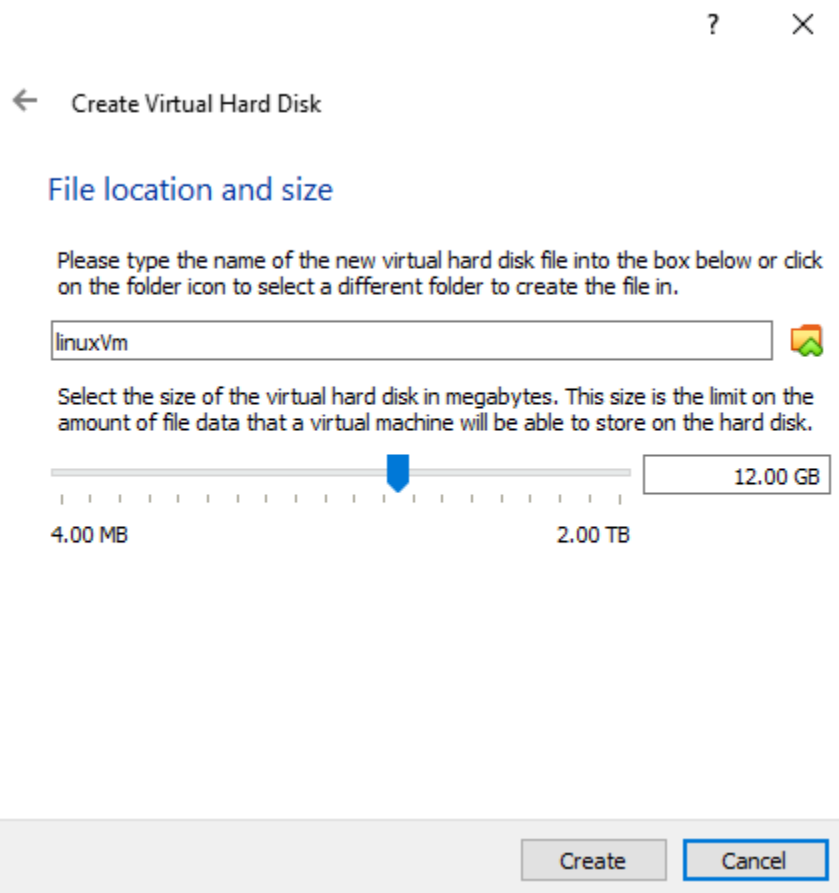 ?
Create Virtual Hard Disk
File location and size
Please type the name of the new virtual hard disk file into the box below or click
on the folder icon to select a different folder to create the file in.
linuxVm
Select the size of the virtual hard disk in megabytes. This size is the limit on the
amount of file data that a virtual machine will be able to store on the hard disk.
12.00 GB
4.00 MB 2.00 TB
Create Cancel